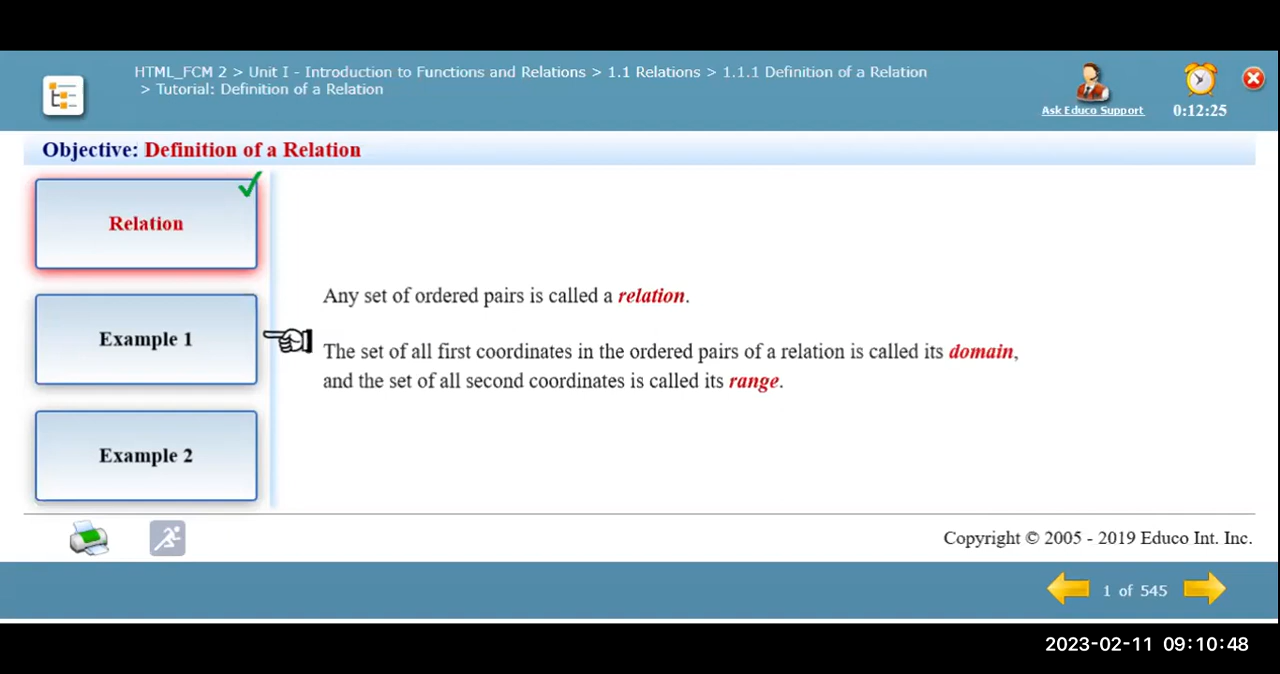 HTML_FCM 2 > Unit I - Introduction to Functions and Relations > 1.1 Relations > 1.1.1 Definition of a Relation
> Tutorial: Definition of a Relation
Ask Educo Support
0:12:25
Objective: Definition of a Relation
Relation
Example 1
Example 2
Any set of ordered pairs is called a relation.
The set of all first coordinates in the ordered pairs of a relation is called its domain,
and the set of all second coordinates is called its range.
Copyright © 2005 - 2019 Educo Int. Inc.
1 of 545
2023-02-11 09:10:48